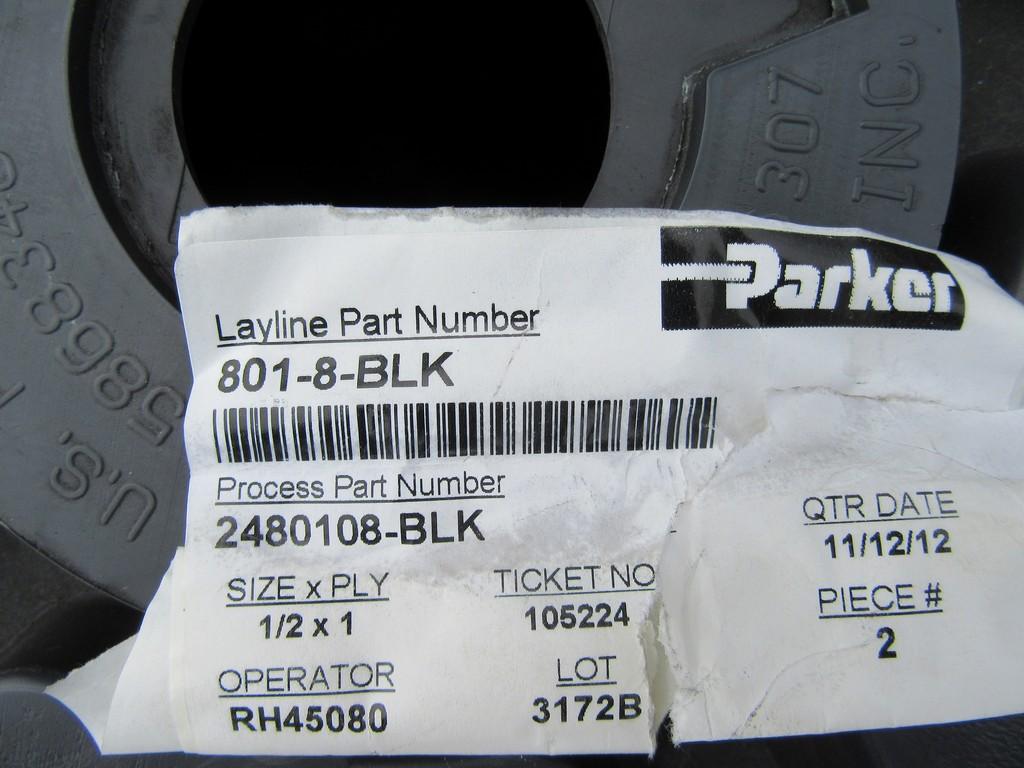 307
INC.
U.S.
586834
Parker
Layline Part Number
801-8-BLK
Process Part Number
2480108-BLK
QTR DATE
11/12/12
SIZE x PLY
1/2 x 1
TICKET NO
105224
PIECE #
2
OPERATOR
RH45080
LOT
3172B